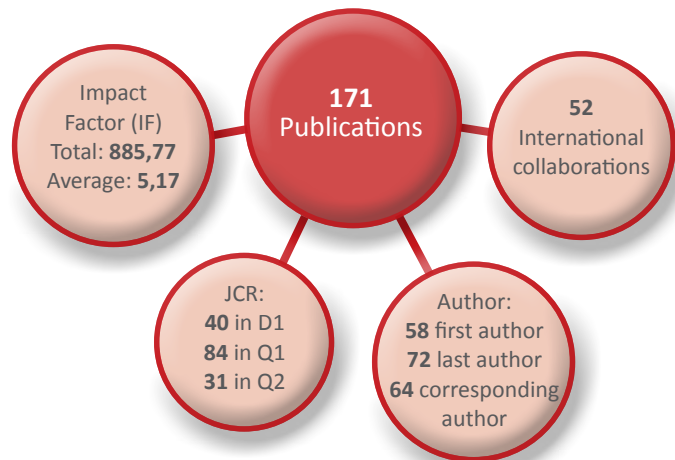 171
Publications
Impact
Factor (IF)
Total: 885,77
Average: 5,17
52
International
collaborations
JCR:
40 in D1
84 in Q1
31 in Q2
Author:
58 first author
72 last author
64 corresponding
author